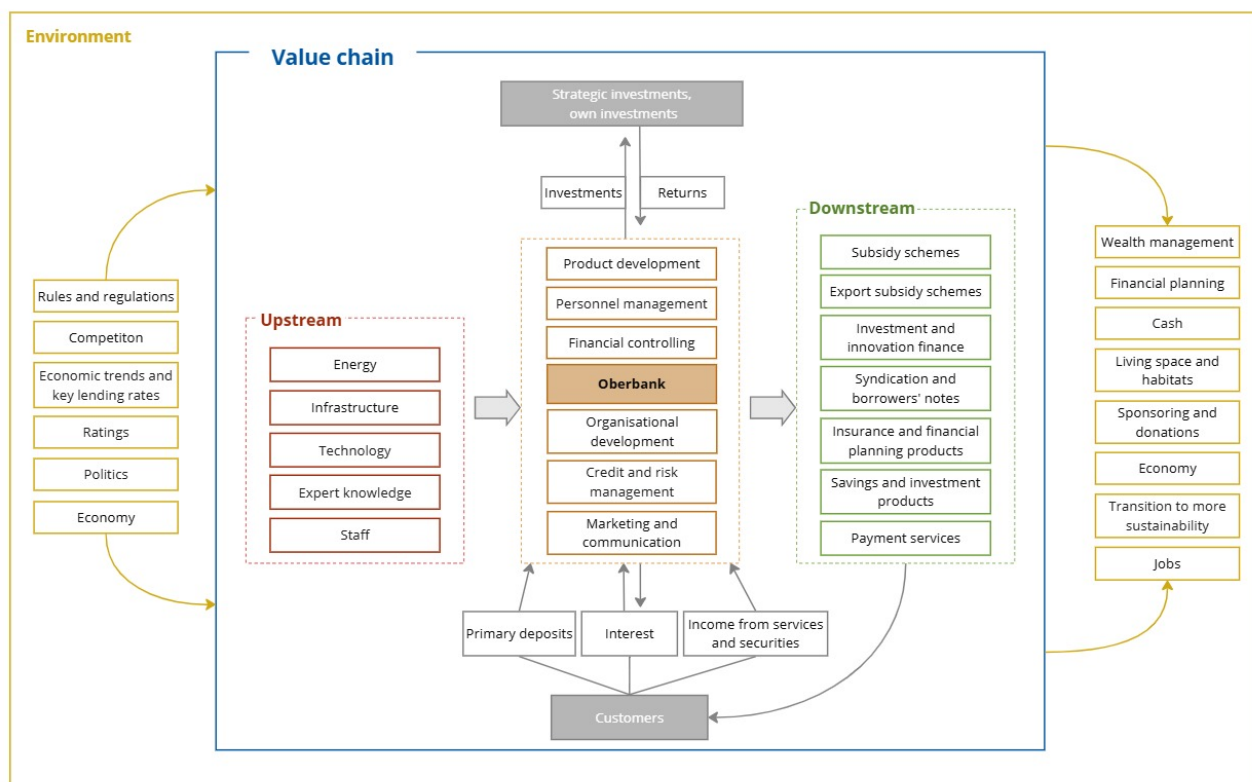 Environment
Value chain
Strategic investments,
own investments
Investments
Returns
Rules and regulations
Competiton
Economic trends and
key lending rates
Ratings
Politics
Economy
Upstream
Energy
Infrastructure
Technology
Expert knowledge
Staff
Product development
Personnel management
Financial controlling
Oberbank
Organisational
development
Credit and risk
management
Marketing and
communication
Downstream
Subsidy schemes
Export subsidy schemes
Investment and
innovation finance
Syndication and
borrowers' notes
Insurance and financial
planning products
Savings and investment
products
Payment services
Primary deposits
Interest
Income from services
and securities
Customers
Wealth management
Financial planning
Cash
Living space and
habitats
Sponsoring and
donations
Economy
Transition to more
sustainability
Jobs